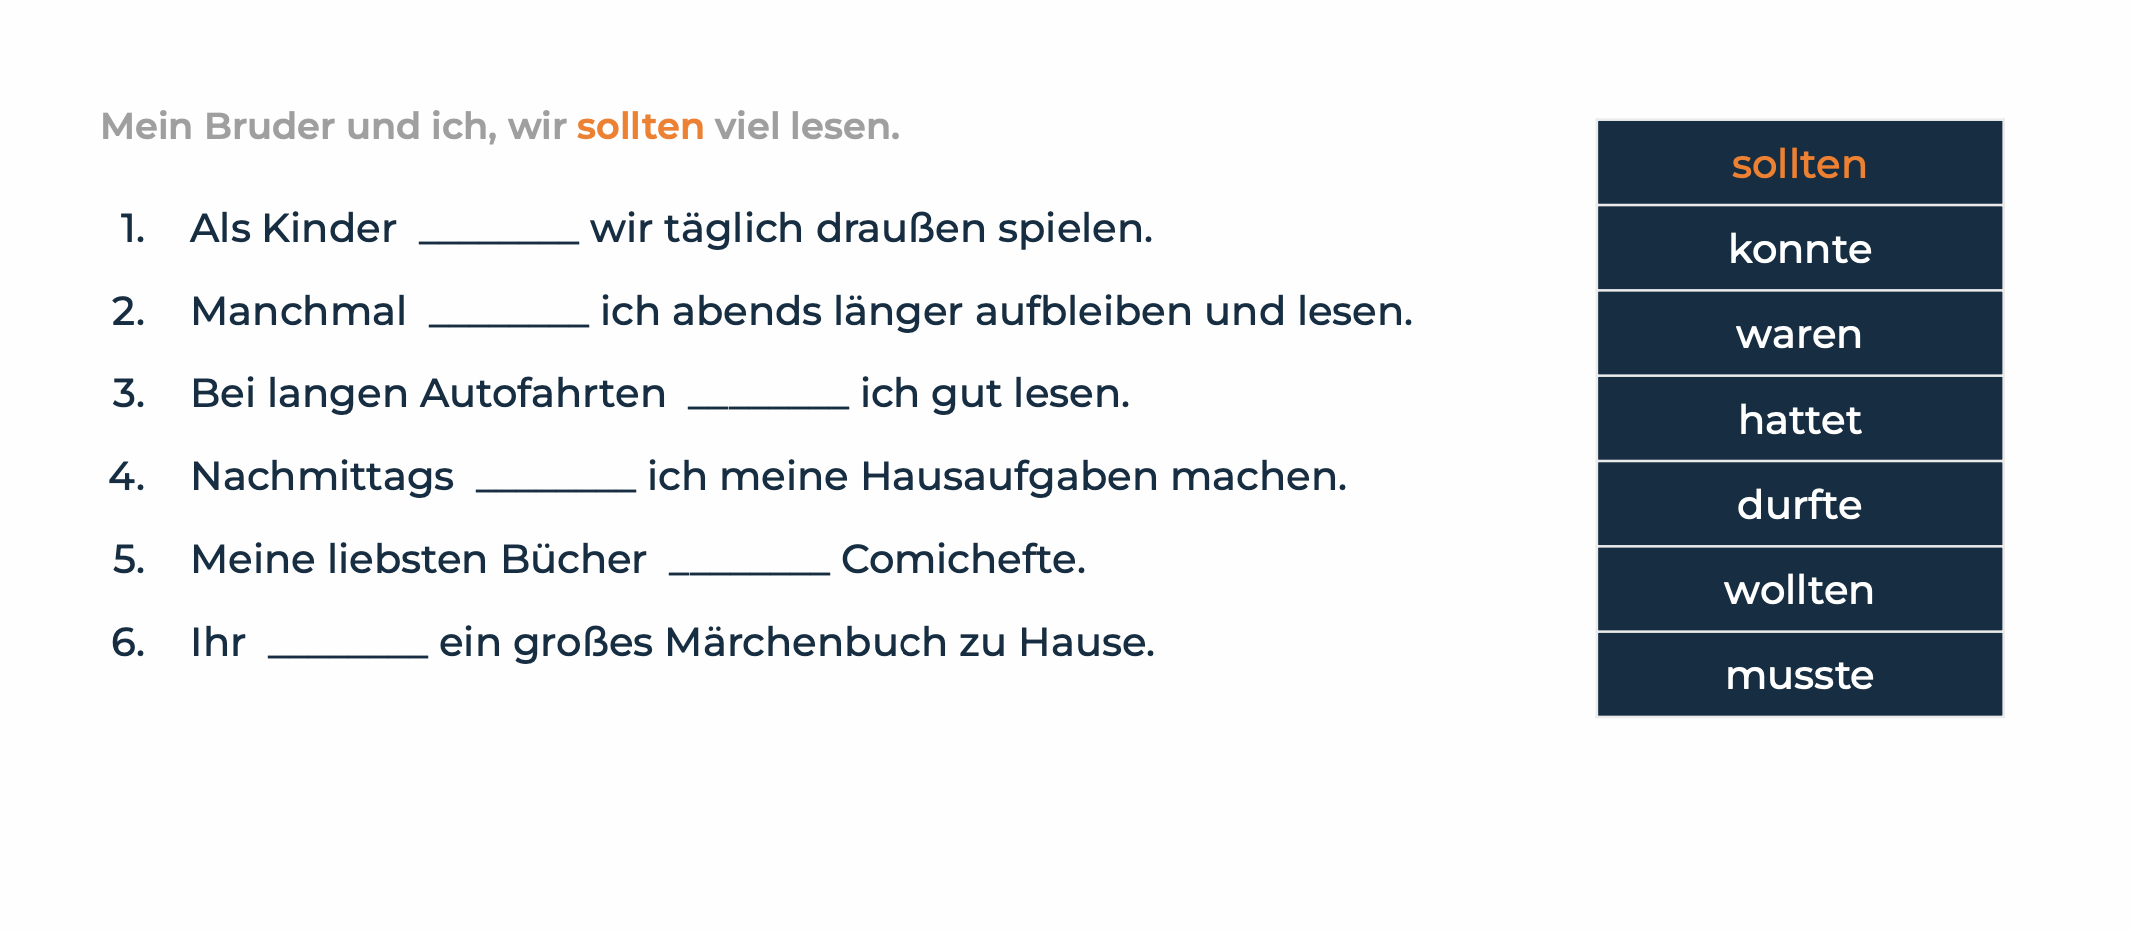 Mein Bruder und ich, wir sollten viel lesen.
1. Als Kinder ________ wir täglich draußen spielen.
2. Manchmal ________ ich abends länger aufbleiben und lesen.
3. Bei langen Autofahrten ________ ich gut lesen.
4. Nachmittags ________ ich meine Hausaufgaben machen.
5. Meine liebsten Bücher ________ Comichefte.
6. Ihr ________ ein großes Märchenbuch zu Hause.
sollten
konnte
waren
hattet
durfte
wollten
musste